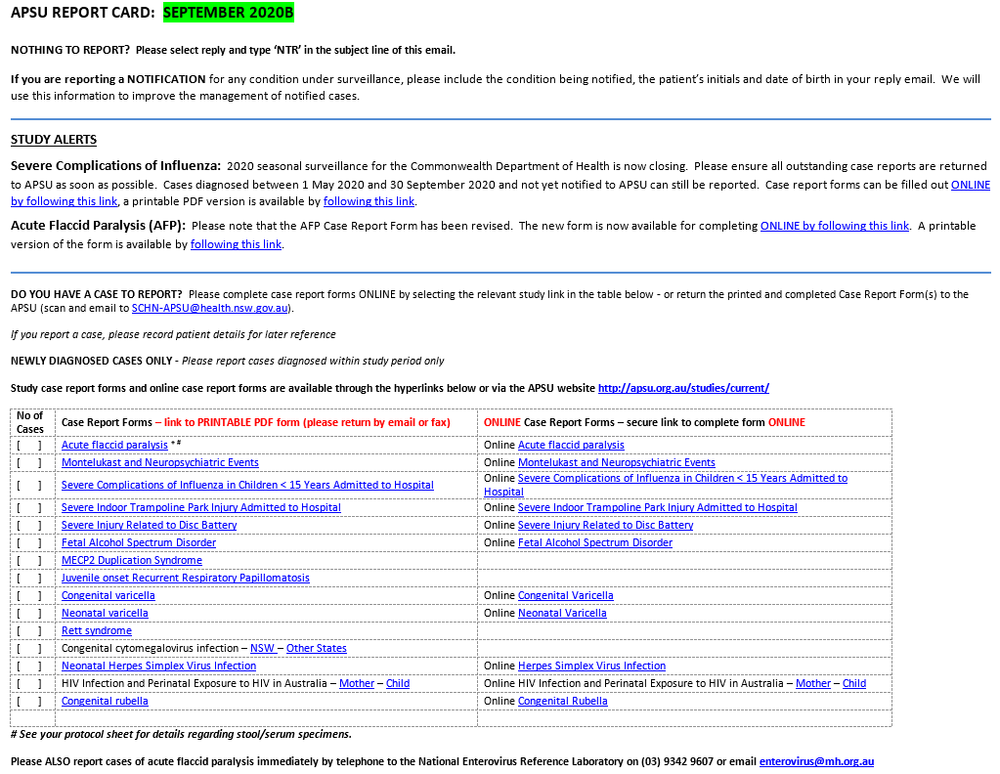 APSU REPORT CARD: SEPTEMBER 2020B
NOTHING TO REPORT? Please select reply and type ‘NTR’ in the subject line of this email.
If you are reporting a NOTIFICATION for any condition under surveillance, please include the condition being notified, the patient’s initials and date of birth in your reply email. We will
use this information to improve the management of notified cases.
STUDY ALERTS
Severe Complications of Influenza: 2020 seasonal surveillance for the Commonwealth Department of Health is now closing. Please ensure all outstanding case reports are returned
to APSU as soon as possible. Cases diagnosed between 1 May 2020 and 30 September 2020 and not yet notified to APSU can still be reported. Case report forms can be filled out ONLINE
by following this link, a printable PDF version is available by following this link.
Acute Flaccid Paralysis (AFP): Please note that the AFP Case Report Form has been revised. The new form is now available for completing ONLINE by following this link. A printable
version of the form is available by following this link.
DO YOU HAVE A CASE TO REPORT? Please complete case report forms ONLINE by selecting the relevant study link in the table below - or return the printed and completed Case Report Form(s) to the
APSU (scan and email to SCHN-APSU@health.nsw.gov.au).
If you report a case, please record patient details for later reference
NEWLY DIAGNOSED CASES ONLY - Please report cases diagnosed within study period only
Study case report forms and online case report forms are available through the hyperlinks below or via the APSU website http://apsu.org.au/studies/current/
No of
Cases Case Report Forms – link to PRINTABLE PDF form (please return by email or fax) ONLINE Case Report Forms – secure link to complete form ONLINE
[ ] Acute flaccid paralysis *# Online Acute flaccid paralysis
[ ] Montelukast and Neuropsychiatric Events Online Montelukast and Neuropsychiatric Events
[ ] Severe Complications of Influenza in Children < 15 Years Admitted to Hospital Online Severe Complications of Influenza in Children < 15 Years Admitted to
Hospital
[ ] Severe Indoor Trampoline Park Injury Admitted to Hospital Online Severe Indoor Trampoline Park Injury Admitted to Hospital
[ ] Severe Injury Related to Disc Battery Online Severe Injury Related to Disc Battery
[ ] Fetal Alcohol Spectrum Disorder Online Fetal Alcohol Spectrum Disorder
[ ] MECP2 Duplication Syndrome
[ ] Juvenile onset Recurrent Respiratory Papillomatosis
[ ] Congenital varicella Online Congenital Varicella
[ ] Neonatal varicella Online Neonatal Varicella
[ ] Rett syndrome
[ ] Congenital cytomegalovirus infection – NSW – Other States
[ ] Neonatal Herpes Simplex Virus Infection Online Herpes Simplex Virus Infection
[ ] HIV Infection and Perinatal Exposure to HIV in Australia – Mother – Child Online HIV Infection and Perinatal Exposure to HIV in Australia – Mother – Child
[ ] Congenital rubella Online Congenital Rubella
# See your protocol sheet for details regarding stool/serum specimens.
Please ALSO report cases of acute flaccid paralysis immediately by telephone to the National Enterovirus Reference Laboratory on (03) 9342 9607 or email enterovirus@mh.org.au